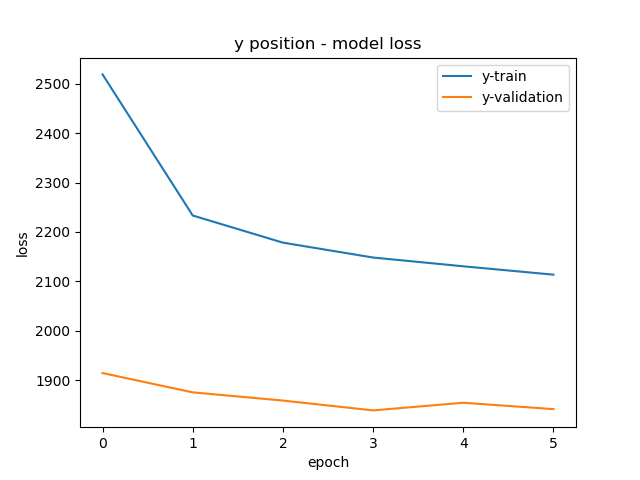 y position - model loss
y-train
y-validation
2500
2400
2300
2200
2100
2000
1900
loss
0 1 2 3 4 5
epoch